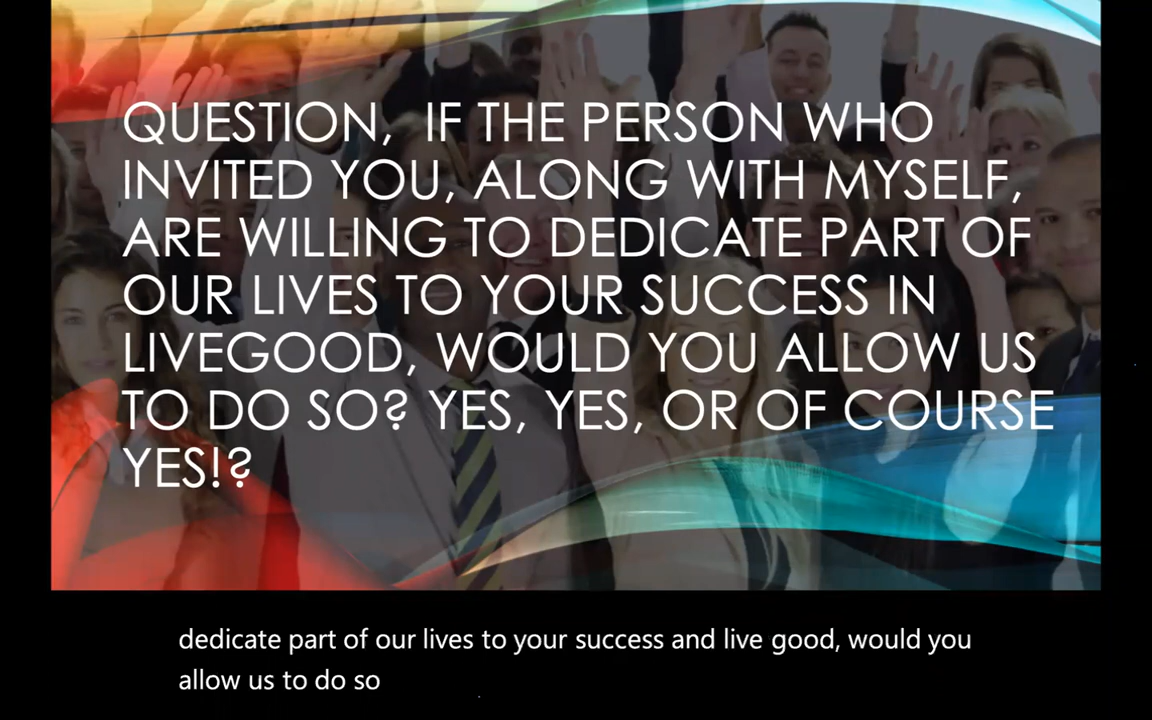 QUESTION,  IF THE PERSON WHO
INVITED YOU, ALONG WITH MYSELF,
ARE WILLING TO DEDICATE PART OF
OUR LIVES TO YOUR SUCCESS IN
LIVEGOOD, WOULD YOU ALLOW US
TO DO SO? YES, YES, OR OF COURSE
YES!?
dedicate part of our lives to your success and live good, would you
allow us to do so